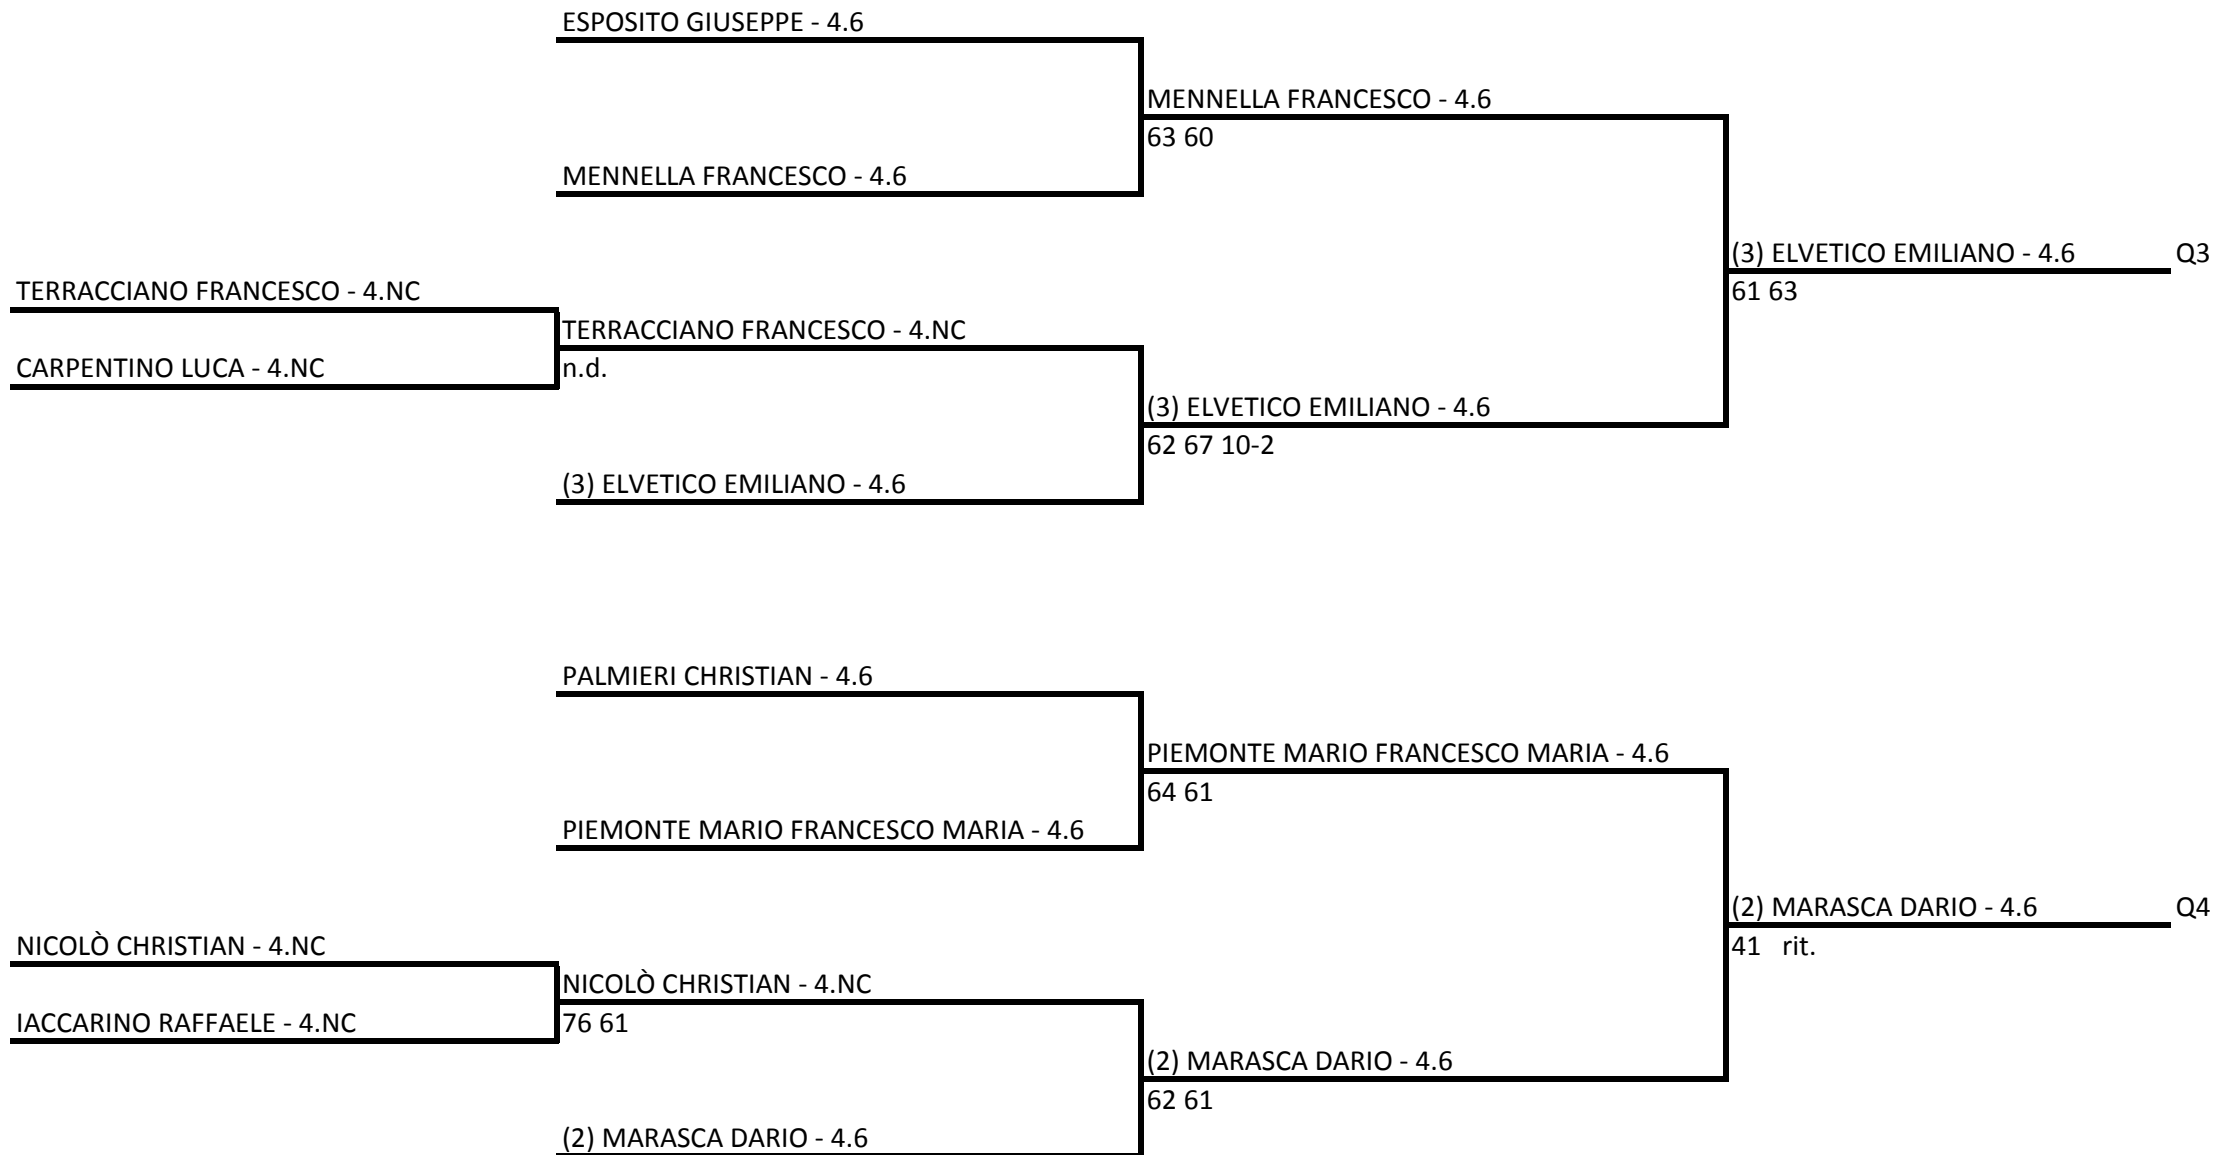 ESPOSITO GIUSEPPE - 4.6
MENNELLA FRANCESCO - 4.6
63 60
MENNELLA FRANCESCO - 4.6
(3) ELVETICO EMILIANO - 4.6 Q3
61 63
TERRACCIANO FRANCESCO - 4.NC
TERRACCIANO FRANCESCO - 4.NC
CARPENTINO LUCA - 4.NC
n.d.
(3) ELVETICO EMILIANO - 4.6
62 67 10-2
(3) ELVETICO EMILIANO - 4.6
PALMIERI CHRISTIAN - 4.6
PIEMONTE MARIO FRANCESCO MARIA - 4.6
64 61
PIEMONTE MARIO FRANCESCO MARIA - 4.6
(2) MARASCA DARIO - 4.6 Q4
41 rit.
NICOLÒ CHRISTIAN - 4.NC
NICOLÒ CHRISTIAN - 4.NC
IACCARINO RAFFAELE - 4.NC
76 61
(2) MARASCA DARIO - 4.6
62 61
(2) MARASCA DARIO - 4.6